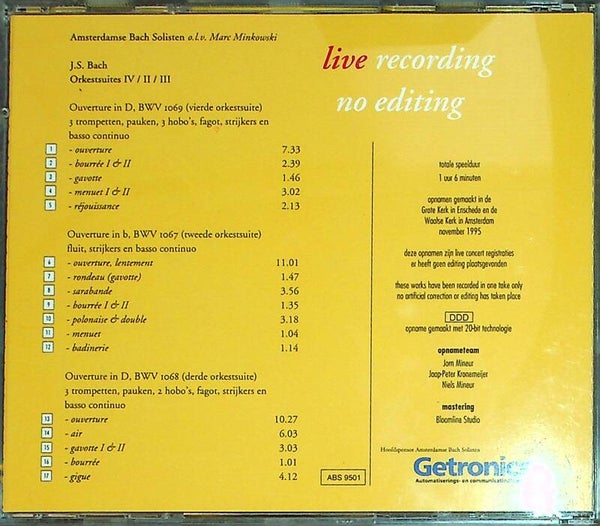 Amsterdamse Bach Solisten o.l.v. Marc Minkowski
J.S. Bach
Orkestsuites IV / II / III
Ouverture in D, BWV 1069 (vierde orkestsuite)
3 trompetten, pauken, 3 hobo's, fagot, strijkers en
basso continuo
1 - ouverture 7.33
2 - bourrée I & II 2.39
3 - gavotte 1.46
4 - menuet I & II 3.02
5 - réjouissance 2.13
Ouverture in b, BWV 1067 (tweede orkestsuite)
fluit, strijkers en basso continuo
6 - ouverture, lentement 11.01
7 - rondeau (gavotte) 1.47
8 - sarabande 3.56
9 - bourrée I & II 1.35
10 - polonaise & double 3.18
11 - menuet 1.04
12 - badinerie 1.14
Ouverture in D, BWV 1068 (derde orkestsuite)
3 trompetten, pauken, 2 hobo's, fagot, strijkers en
basso continuo
13 - ouverture 10.27
14 - air 6.03
15 - gavotte I & II 3.03
16 - bourrée 1.01
17 - gigue 4.12
ABS 9501
live recording
no editing
totale speelduur
1 uur 6 minuten
opnamen gemaakt in de
Grote Kerk in Enschede en de
Waalse Kerk in Amsterdam
november 1995
deze opnamen zijn live concert registraties
er heeft geen editing plaatsgevonden
these works have been recorded in one take only
no artificial correction or editing has taken place
DDD
opname gemaakt met 20-bit technologie
opnameteam
Jorn Mineur
Jaap-Peter Kranemeijer
Niels Mineur
mastering
Bloomline Studio
Hoofdsponsor Amsterdamse Bach Solisten
Getronics
Automatiserings- en communicatie